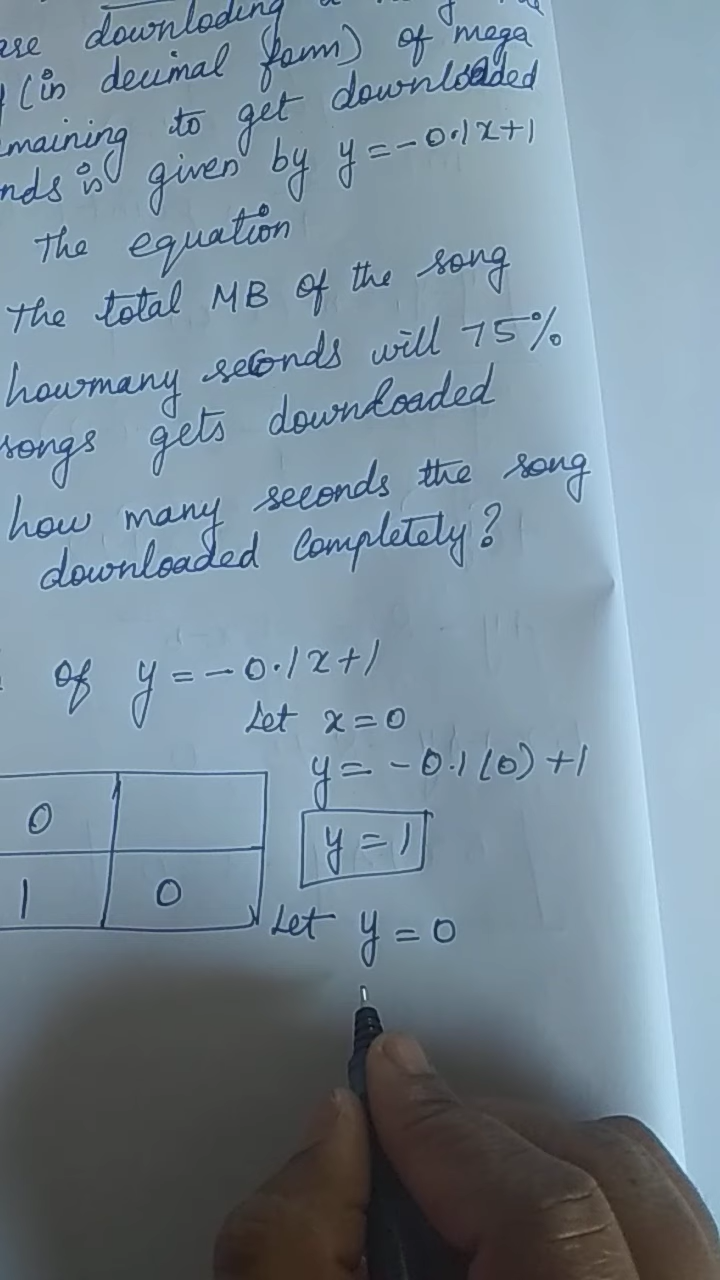 downloding a
(in decimal form) of mega
maining to get downloaded
nds is given by y=-0.1x+1
The equation
The total MB of the song
howmany seconds will 75%
songs gets downloaded
how many seconds the song
downloaded completely?
of y=-0.1x+1
Let x=0
y=-0.1(0)+1
0
y=1
1 0
Let y=0